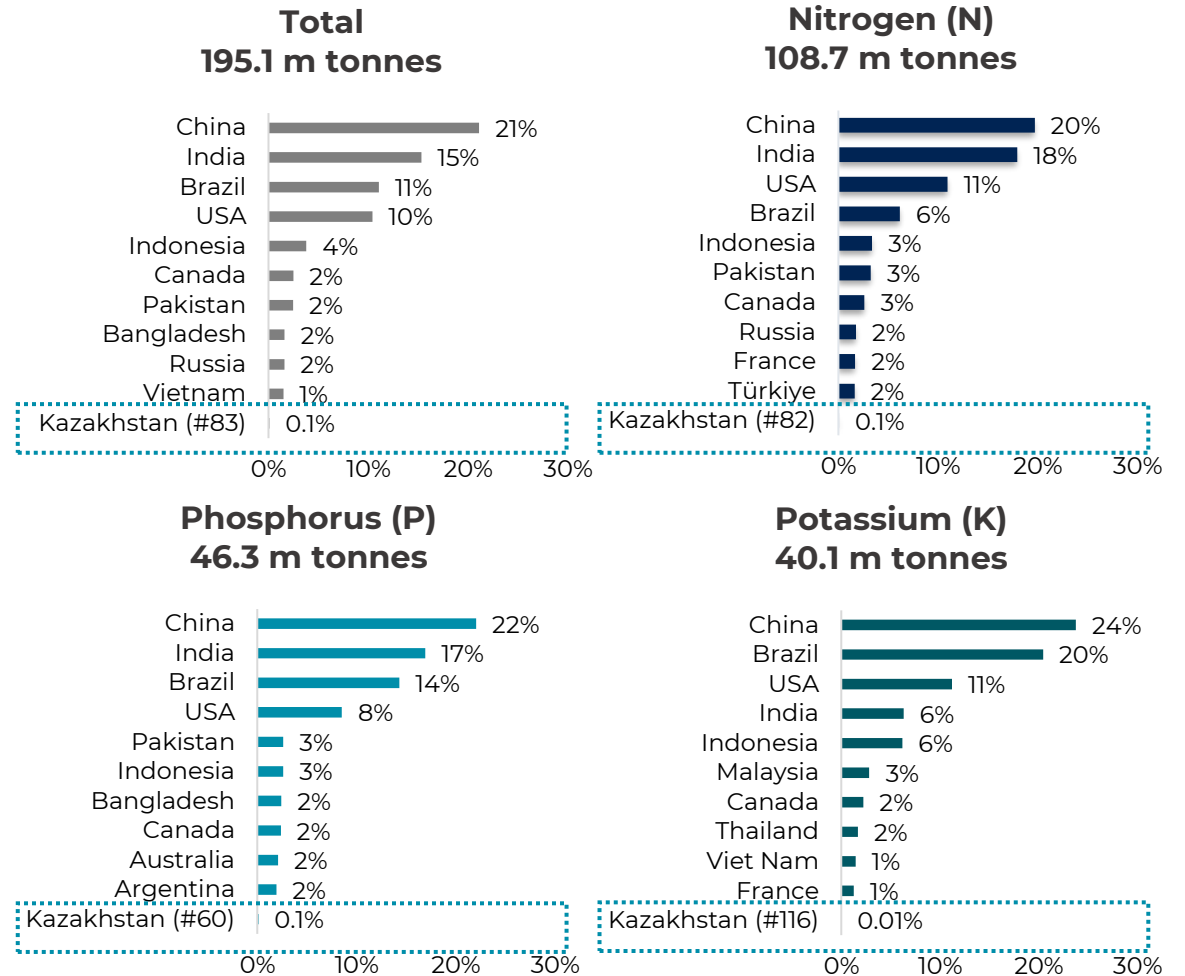 Total
195.1 m tonnes
China 21%
India 15%
Brazil 11%
USA 10%
Indonesia 4%
Canada 2%
Pakistan 2%
Bangladesh 2%
Russia 2%
Vietnam 1%
Kazakhstan (#83) 0.1%
0% 10% 20% 30%
Nitrogen (N)
108.7 m tonnes
China 20%
India 18%
USA 11%
Brazil 6%
Indonesia 3%
Pakistan 3%
Canada 3%
Russia 2%
France 2%
Türkiye 2%
Kazakhstan (#82) 0.1%
0% 10% 20% 30%
Phosphorus (P)
46.3 m tonnes
China 22%
India 17%
Brazil 14%
USA 8%
Pakistan 3%
Indonesia 3%
Bangladesh 2%
Canada 2%
Australia 2%
Argentina 2%
Kazakhstan (#60) 0.1%
0% 10% 20% 30%
Potassium (K)
40.1 m tonnes
China 24%
Brazil 20%
USA 11%
India 6%
Indonesia 6%
Malaysia 3%
Canada 2%
Thailand 2%
Viet Nam 1%
France 1%
Kazakhstan (#116) 0.01%
0% 10% 20% 30%